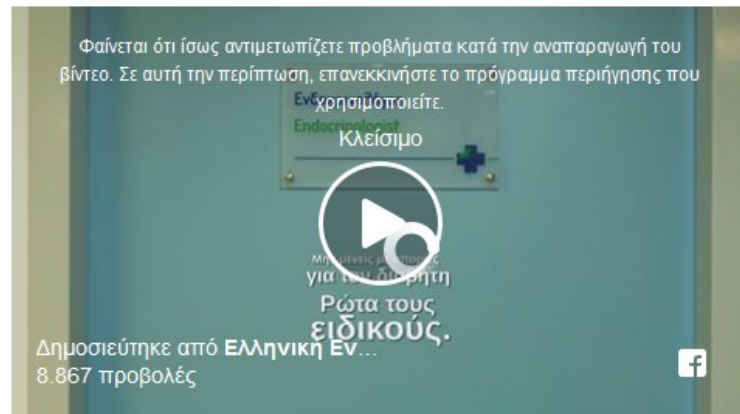 Φαίνεται ότι ίσως αντιμετωπίζετε προβλήματα κατά την αναπαραγωγή του
βίντεο. Σε αυτή την περίπτωση, επανεκκινήστε το πρόγραμμα περιήγησης που
χρησιμοποιείτε.
Endocrinologist
Κλείσιμο
για τον διαβήτη
Ρώτα τους
ειδικούς.
Δημοσιεύτηκε από Ελληνική Εν…
8.867 προβολές